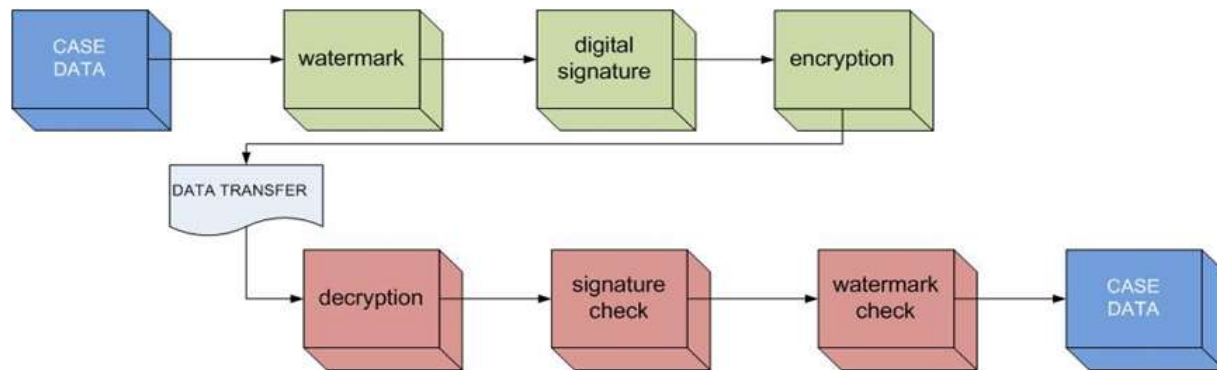 CASE
DATA
watermark
digital
signature
encryption
DATA TRANSFER
decryption
signature
check
watermark
check
CASE
DATA